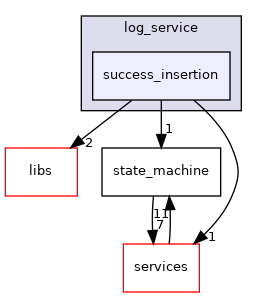 log_service
success_insertion
2
1
libs
state_machine
11
7
1
services